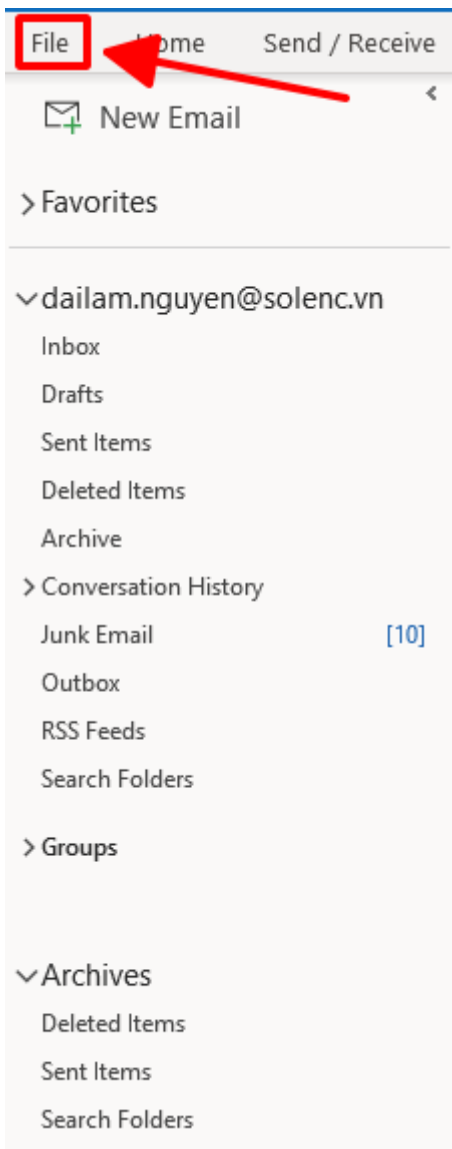 File Home Send / Receive
New Email
Favorites
dailam.nguyen@solenc.vn
Inbox
Drafts
Sent Items
Deleted Items
Archive
Conversation History
Junk Email [10]
Outbox
RSS Feeds
Search Folders
Groups
Archives
Deleted Items
Sent Items
Search Folders